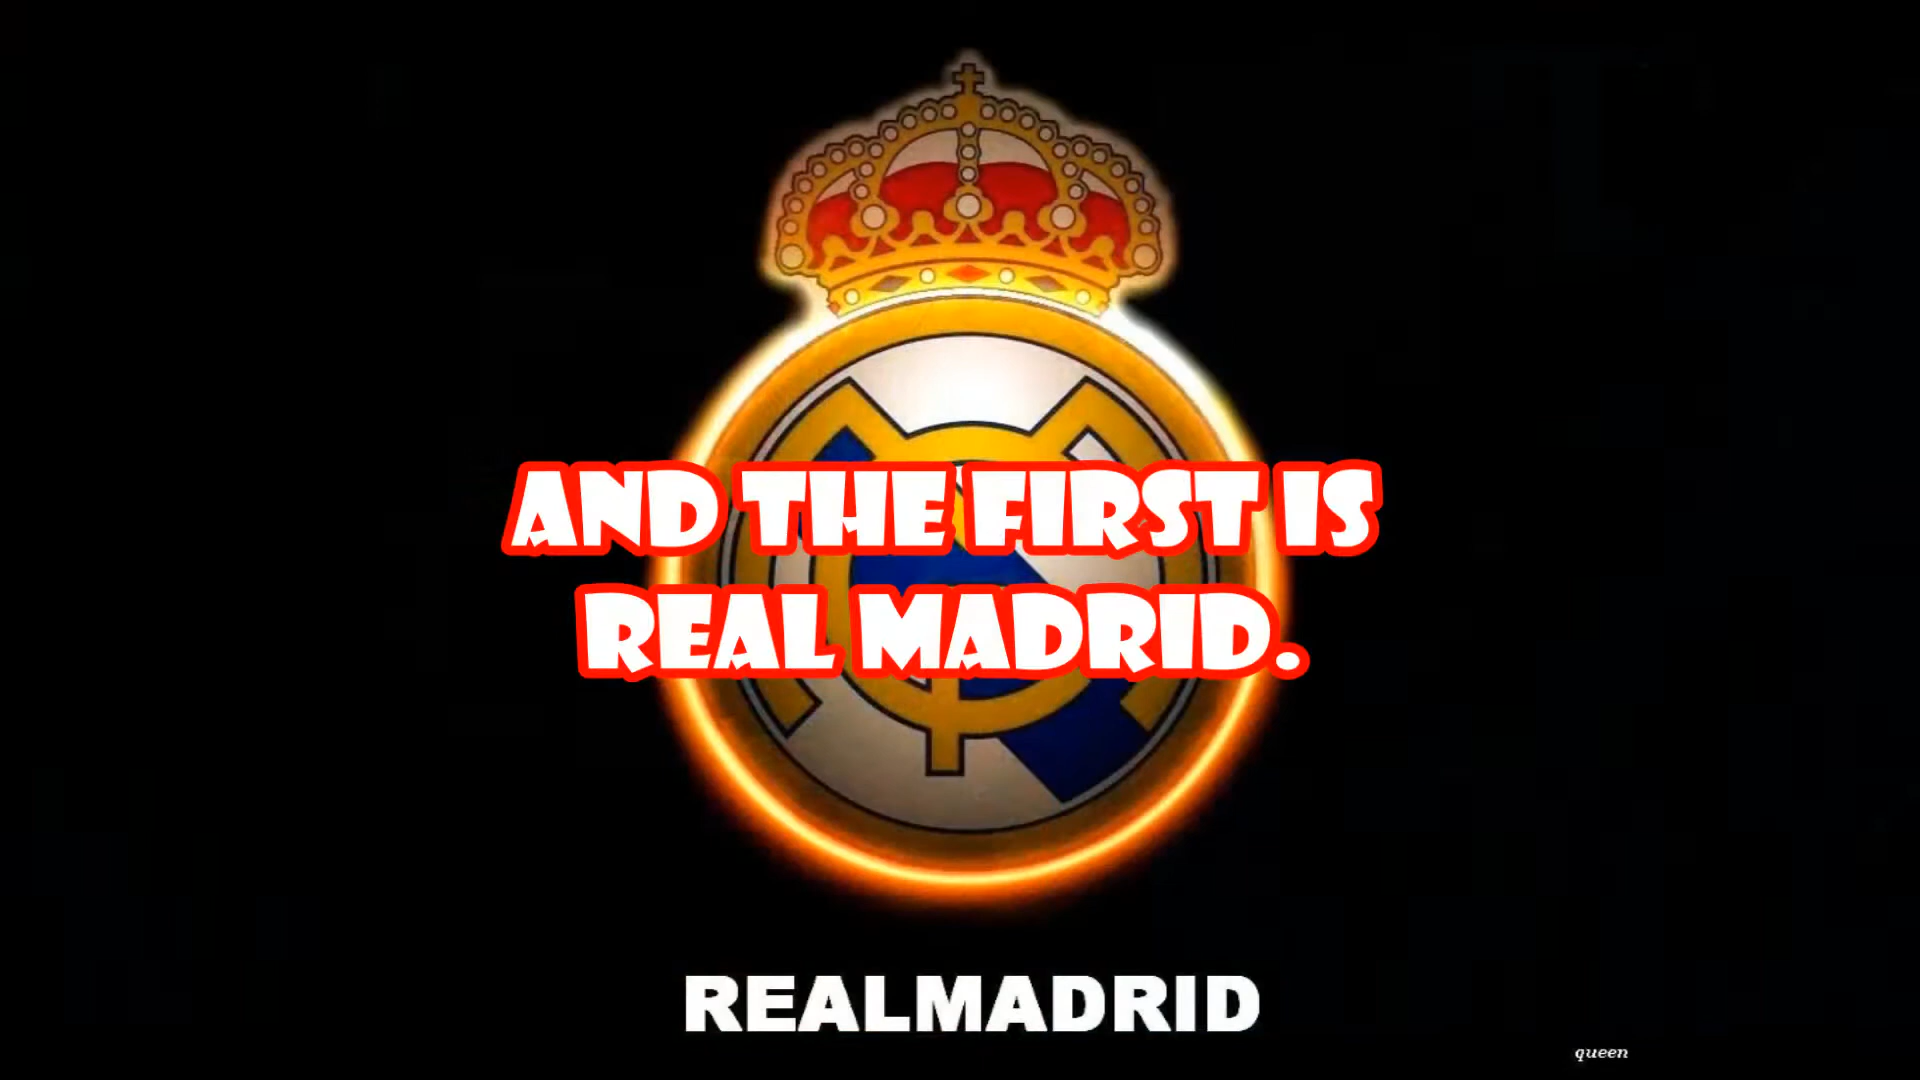 AND THE FIRST IS
REAL MADRID.
REALMADRID
queen